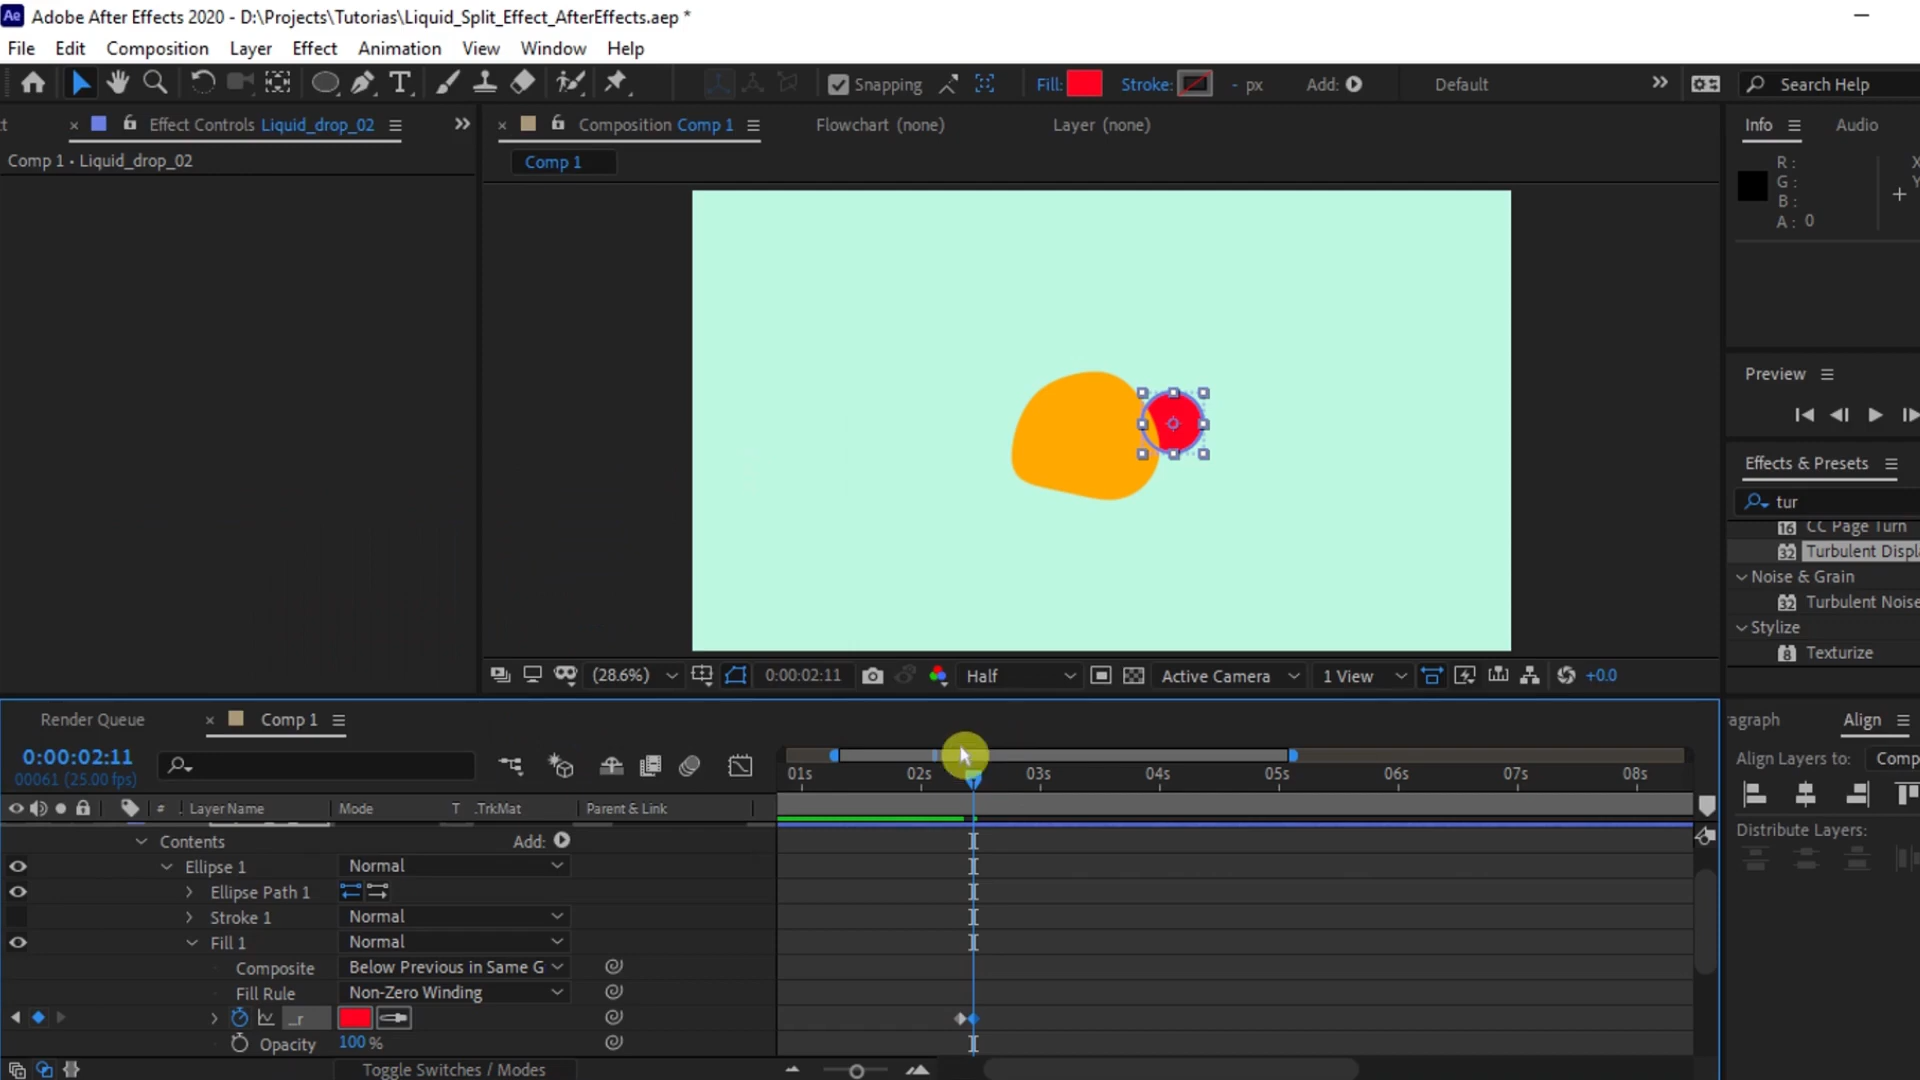 Ae Adobe After Effects 2020 - D:\Projects\Tutorias\Liquid_Split_Effect_AfterEffects.aep *
File Edit Composition Layer Effect Animation View Window Help
T Snapping Fill: Stroke: - px Add: Default Search Help
Effect Controls Liquid_drop_02
Composition Comp 1 Flowchart (none) Layer (none)
Info Audio
Comp 1 • Liquid_drop_02
Comp 1
R :
G :
B :
A : 0
X
Y
Preview
Effects & Presets
tur
16 CC Page Turn
32 Turbulent Displ
Noise & Grain
32 Turbulent Noise
Stylize
8 Texturize
(28.6%) 0:00:02:11 Half Active Camera 1 View +0.0
Render Queue Comp 1
ragraph Align
0:00:02:11
00061 (25.00 fps)
Align Layers to: Comp
01s 02s 03s 04s 05s 06s 07s 08s
# Layer Name Mode T .TrkMat Parent & Link
Distribute Layers:
Contents Add:
Ellipse 1 Normal
Ellipse Path 1
Stroke 1 Normal
Fill 1 Normal
Composite Below Previous in Same G
Fill Rule Non-Zero Winding
_r
Opacity 100 %
Toggle Switches / Modes